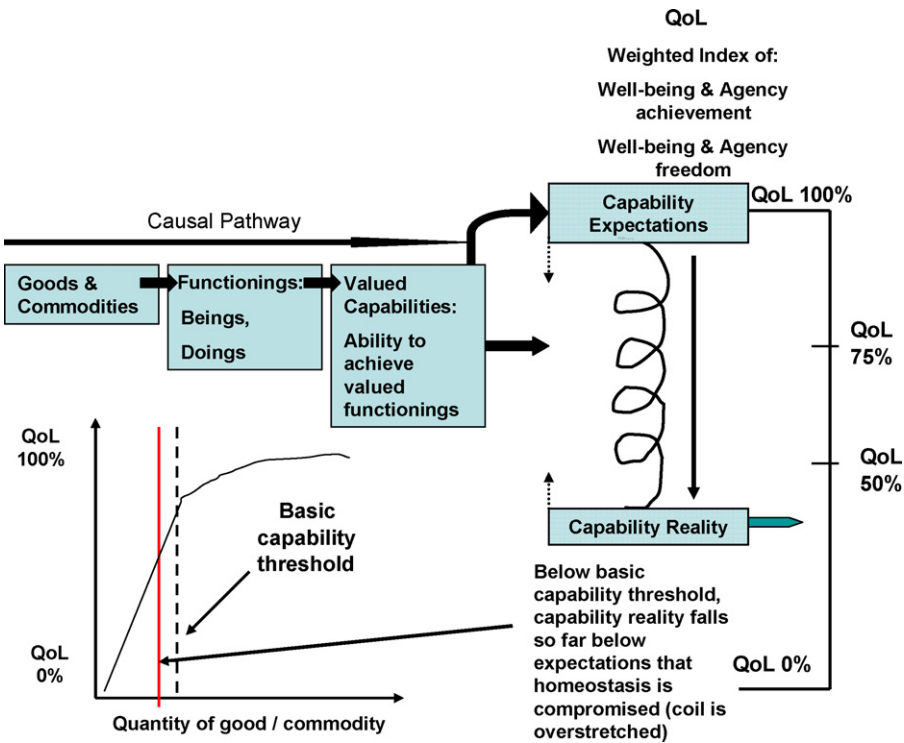 QoL
Weighted Index of:
Well-being & Agency
achievement
Well-being & Agency
freedom
QoL 100%
Causal Pathway
Capability
Expectations
Goods &
Commodities
Functionings:
Beings,
Doings
Valued
Capabilities:
Ability to
achieve
valued
functionings
QoL
75%
QoL
50%
QoL
100%
Basic
capability
threshold
Capability Reality
Below basic
capability threshold,
capability reality falls
so far below
expectations that
homeostasis is
compromised (coil is
overstretched)
QoL 0%
QoL
0%
Quantity of good / commodity